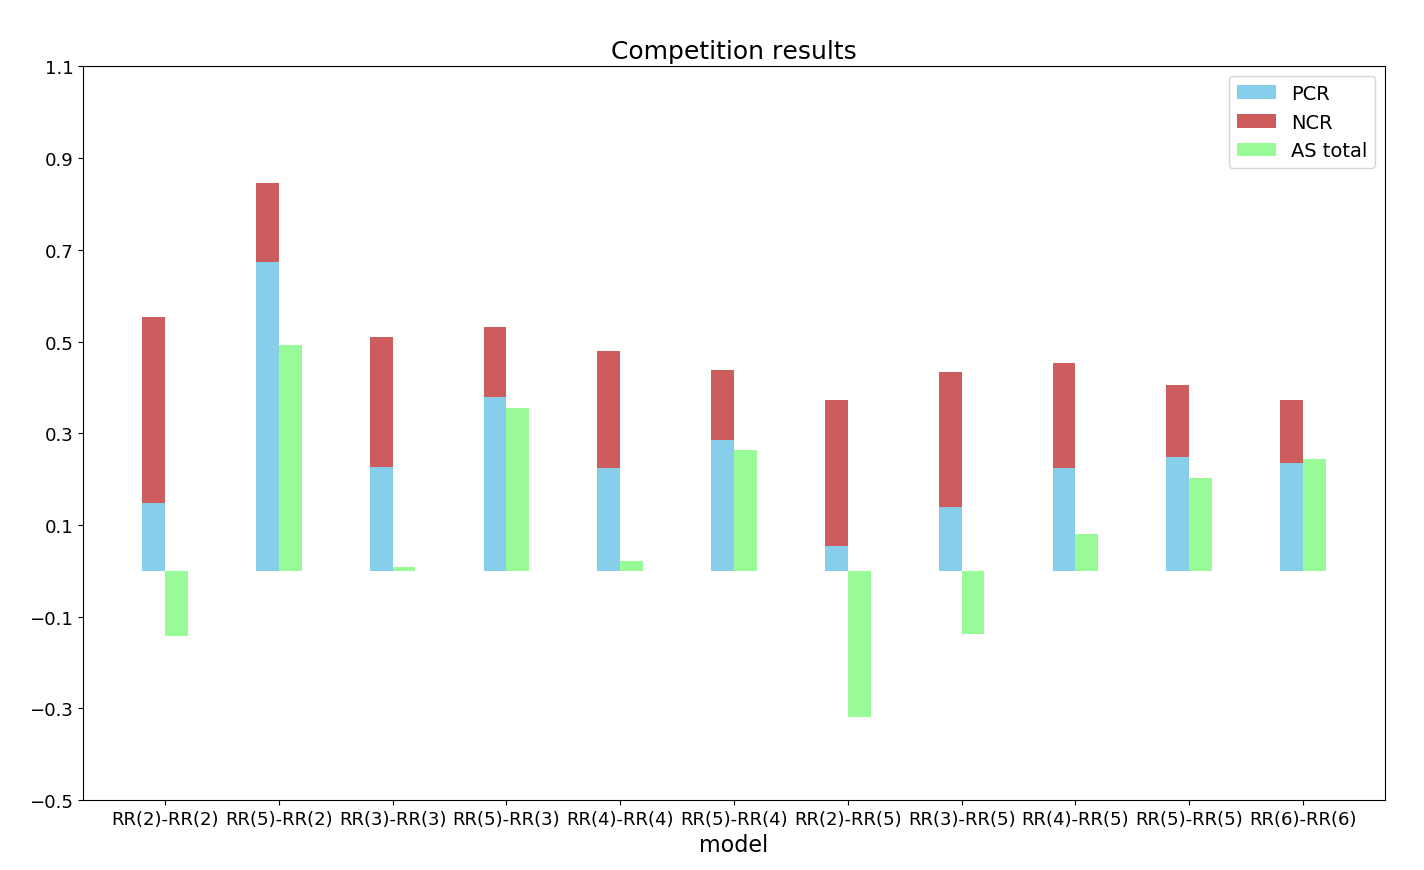 Competition results
1.1
0.9
0.7
0.5
0.3
0.1
−0.1
−0.3
−0.5
PCR
NCR
AS total
RR(2)-RR(2) RR(5)-RR(2) RR(3)-RR(3) RR(5)-RR(3) RR(4)-RR(4) RR(5)-RR(4) RR(2)-RR(5) RR(3)-RR(5) RR(4)-RR(5) RR(5)-RR(5) RR(6)-RR(6)
model